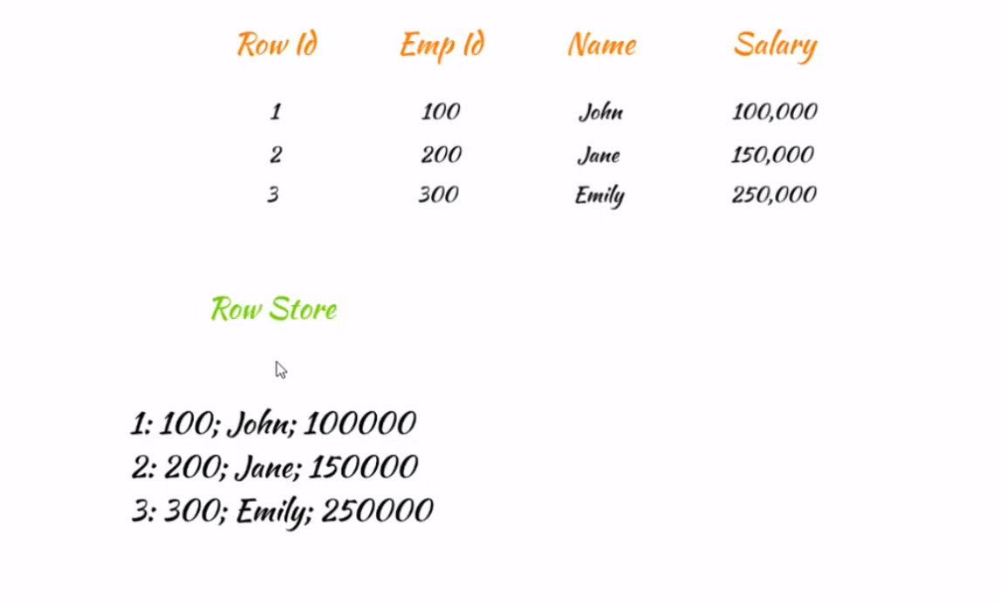 Row Id Emp Id Name Salary
1 100 John 100,000
2 200 Jane 150,000
3 300 Emily 250,000
Row Store
1: 100; John; 100000
2: 200; Jane; 150000
3: 300; Emily; 250000